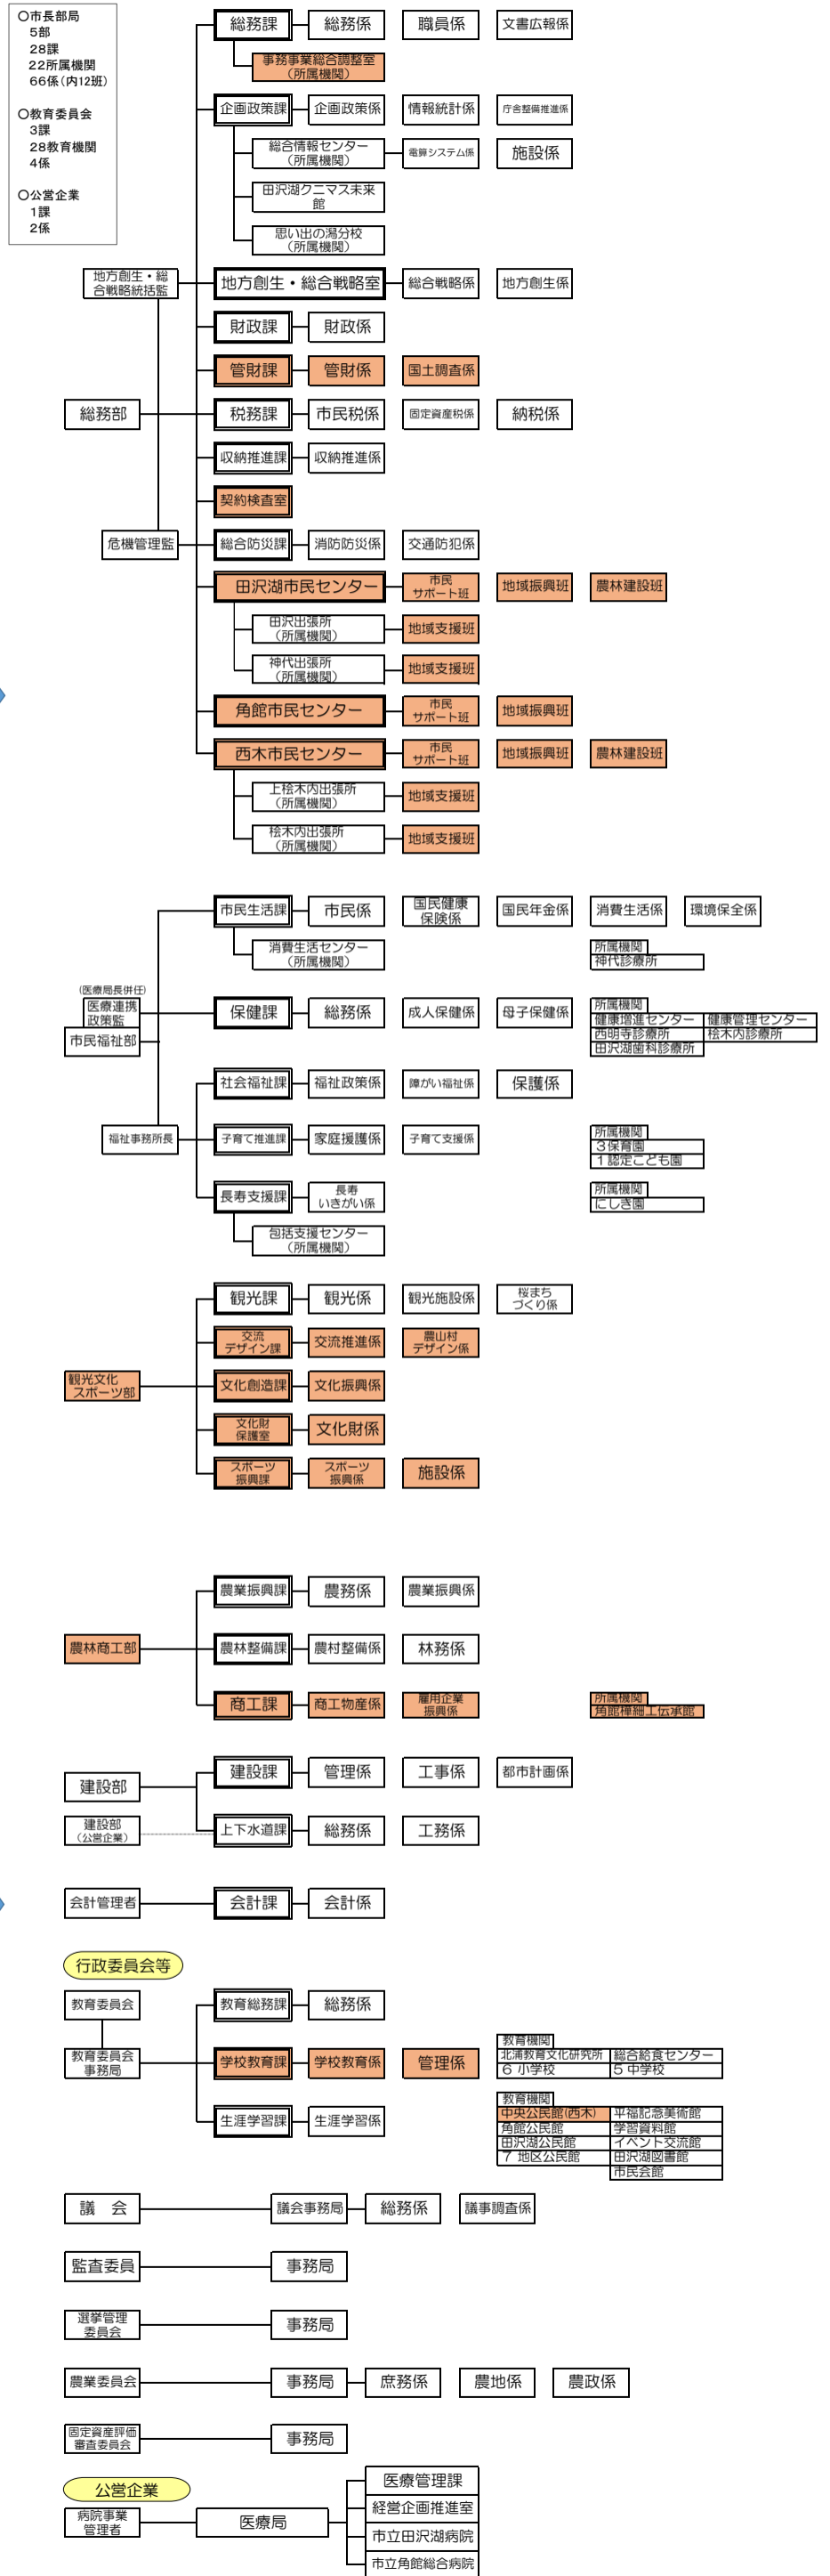 〇市長部局
5部
28課
22所属機関
66係(内12班)
〇教育委員会
3課
28教育機関
4係
〇公営企業
1課
2係
総務課 総務係 職員係 文書広報係
事務事業総合調整室
(所属機関)
企画政策課 企画政策係 情報統計係 庁舎整備推進係
総合情報センター
(所属機関)
電算システム係 施設係
田沢湖クニマス未来
館
思い出の潟分校
(所属機関)
地方創生・総
合戦略統括監
地方創生・総合戦略室 総合戦略係 地方創生係
財政課 財政係
管財課 管財係 国土調査係
総務部 税務課 市民税係 固定資産税係 納税係
収納推進課 収納推進係
契約検査室
危機管理監 総合防災課 消防防災係 交通防犯係
田沢湖市民センター 市民
サポート班
地域振興班 農林建設班
田沢出張所
(所属機関)
地域支援班
神代出張所
(所属機関)
地域支援班
角館市民センター 市民
サポート班
地域振興班
西木市民センター 市民
サポート班
地域振興班 農林建設班
上桧木内出張所
(所属機関)
地域支援班
桧木内出張所
(所属機関)
地域支援班
市民生活課 市民係 国民健康
保険係
国民年金係 消費生活係 環境保全係
消費生活センター
(所属機関)
所属機関
神代診療所
(医療局長併任)
医療連携
政策監
市民福祉部
保健課 総務係 成人保健係 母子保健係
所属機関
健康増進センター 健康管理センター
西明寺診療所 桧木内診療所
田沢湖歯科診療所
社会福祉課 福祉政策係 障がい福祉係 保護係
福祉事務所長 子育て推進課 家庭援護係 子育て支援係
所属機関
3保育園
1認定こども園
長寿支援課 長寿
いきがい係
所属機関
にしき園
包括支援センター
(所属機関)
観光課 観光係 観光施設係 桜まち
づくり係
交流
デザイン課
交流推進係 農山村
デザイン係
観光文化
スポーツ部
文化創造課 文化振興係
文化財
保護室
文化財係
スポーツ
振興課
スポーツ
振興係
施設係
農業振興課 農務係 農業振興係
農林商工部 農林整備課 農村整備係 林務係
商工課 商工物産係 雇用企業
振興係
所属機関
角館樺細工伝承館
建設部 建設課 管理係 工事係 都市計画係
建設部
(公営企業)
上下水道課 総務係 工務係
会計管理者 会計課 会計係
行政委員会等
教育委員会 教育総務課 総務係
教育委員会
事務局
学校教育課 学校教育係 管理係
教育機関
北浦教育文化研究所 総合給食センター
6 小学校 5 中学校
生涯学習課 生涯学習係
教育機関
中央公民館(西木) 平福記念美術館
角館公民館 学習資料館
田沢湖公民館 イベント交流館
7 地区公民館 田沢湖図書館
市民会館
議 会 議会事務局 総務係 議事調査係
監査委員 事務局
選挙管理
委員会
事務局
農業委員会 事務局 庶務係 農地係 農政係
固定資産評価
審査委員会
事務局
公営企業
病院事業
管理者
医療局
医療管理課
経営企画推進室
市立田沢湖病院
市立角館総合病院